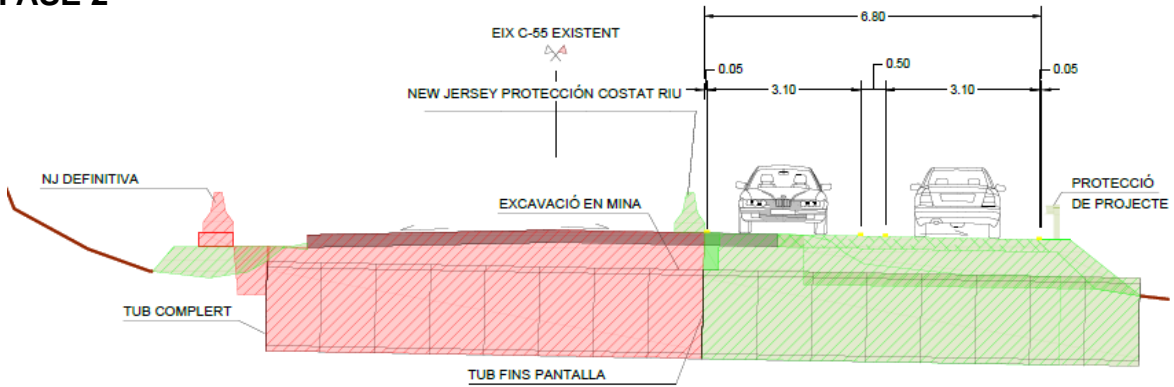 FASE 2
6.80
EIX C-55 EXISTENT
0.05
0.50
0.05
3.10
3.10
NEW JERSEY PROTECCIÓN COSTAT RIU
NJ DEFINITIVA
EXCAVACIÓ EN MINA
PROTECCIÓ
DE PROJECTE
TUB COMPLERT
TUB FINS PANTALLA